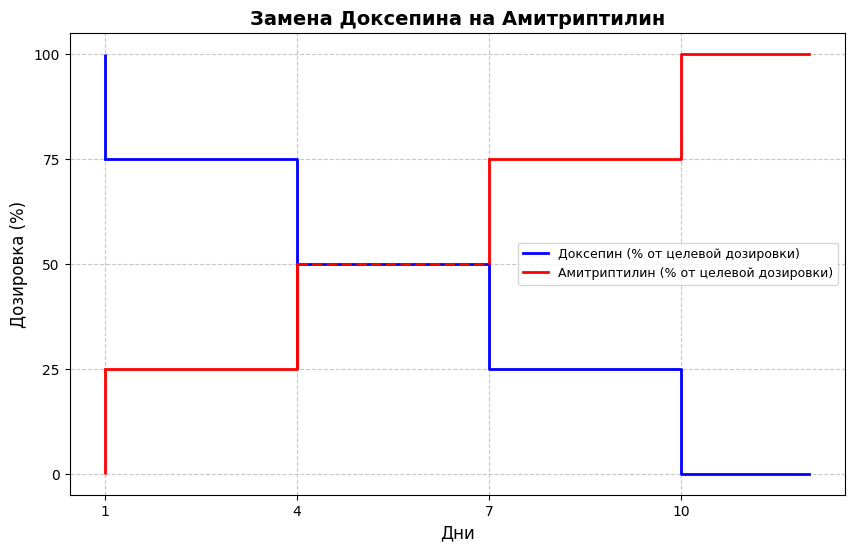 Замена Доксепина на Амитриптилин
Дозировка (%)
100
75
50
25
0
Доксепин (% от целевой дозировки)
Амитриптилин (% от целевой дозировки)
1 4 7 10
Дни